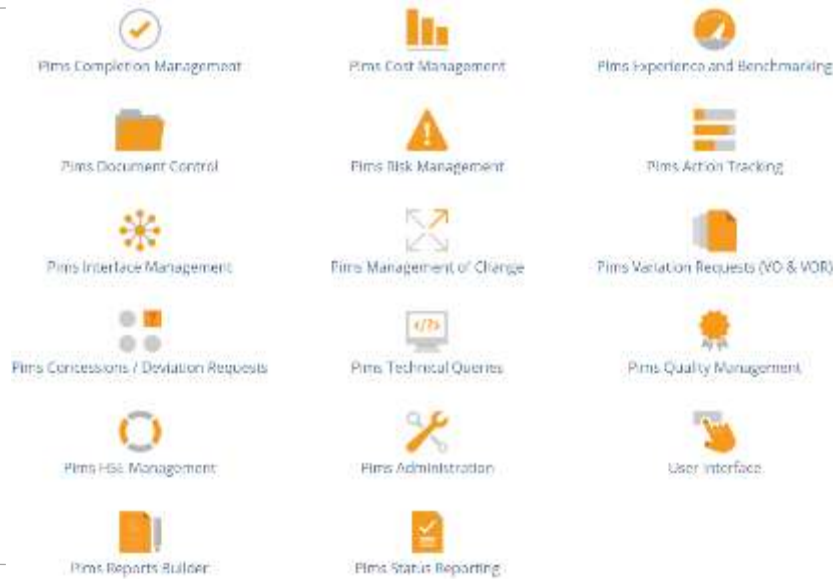 Pims Completion Management
Pims Cost Management
Pims Experience and Benchmarking
Pims Document Control
Pims Risk Management
Pims Action Tracking
Pims Interface Management
Pims Management of Change
Pims Variation Requests (VO & VOR)
Pims Concessions / Deviation Requests
</?>
Pims Technical Queries
Pims Quality Management
Pims HSE Management
Pims Administration
User Interface
Pims Reports Builder
Pims Status Reporting